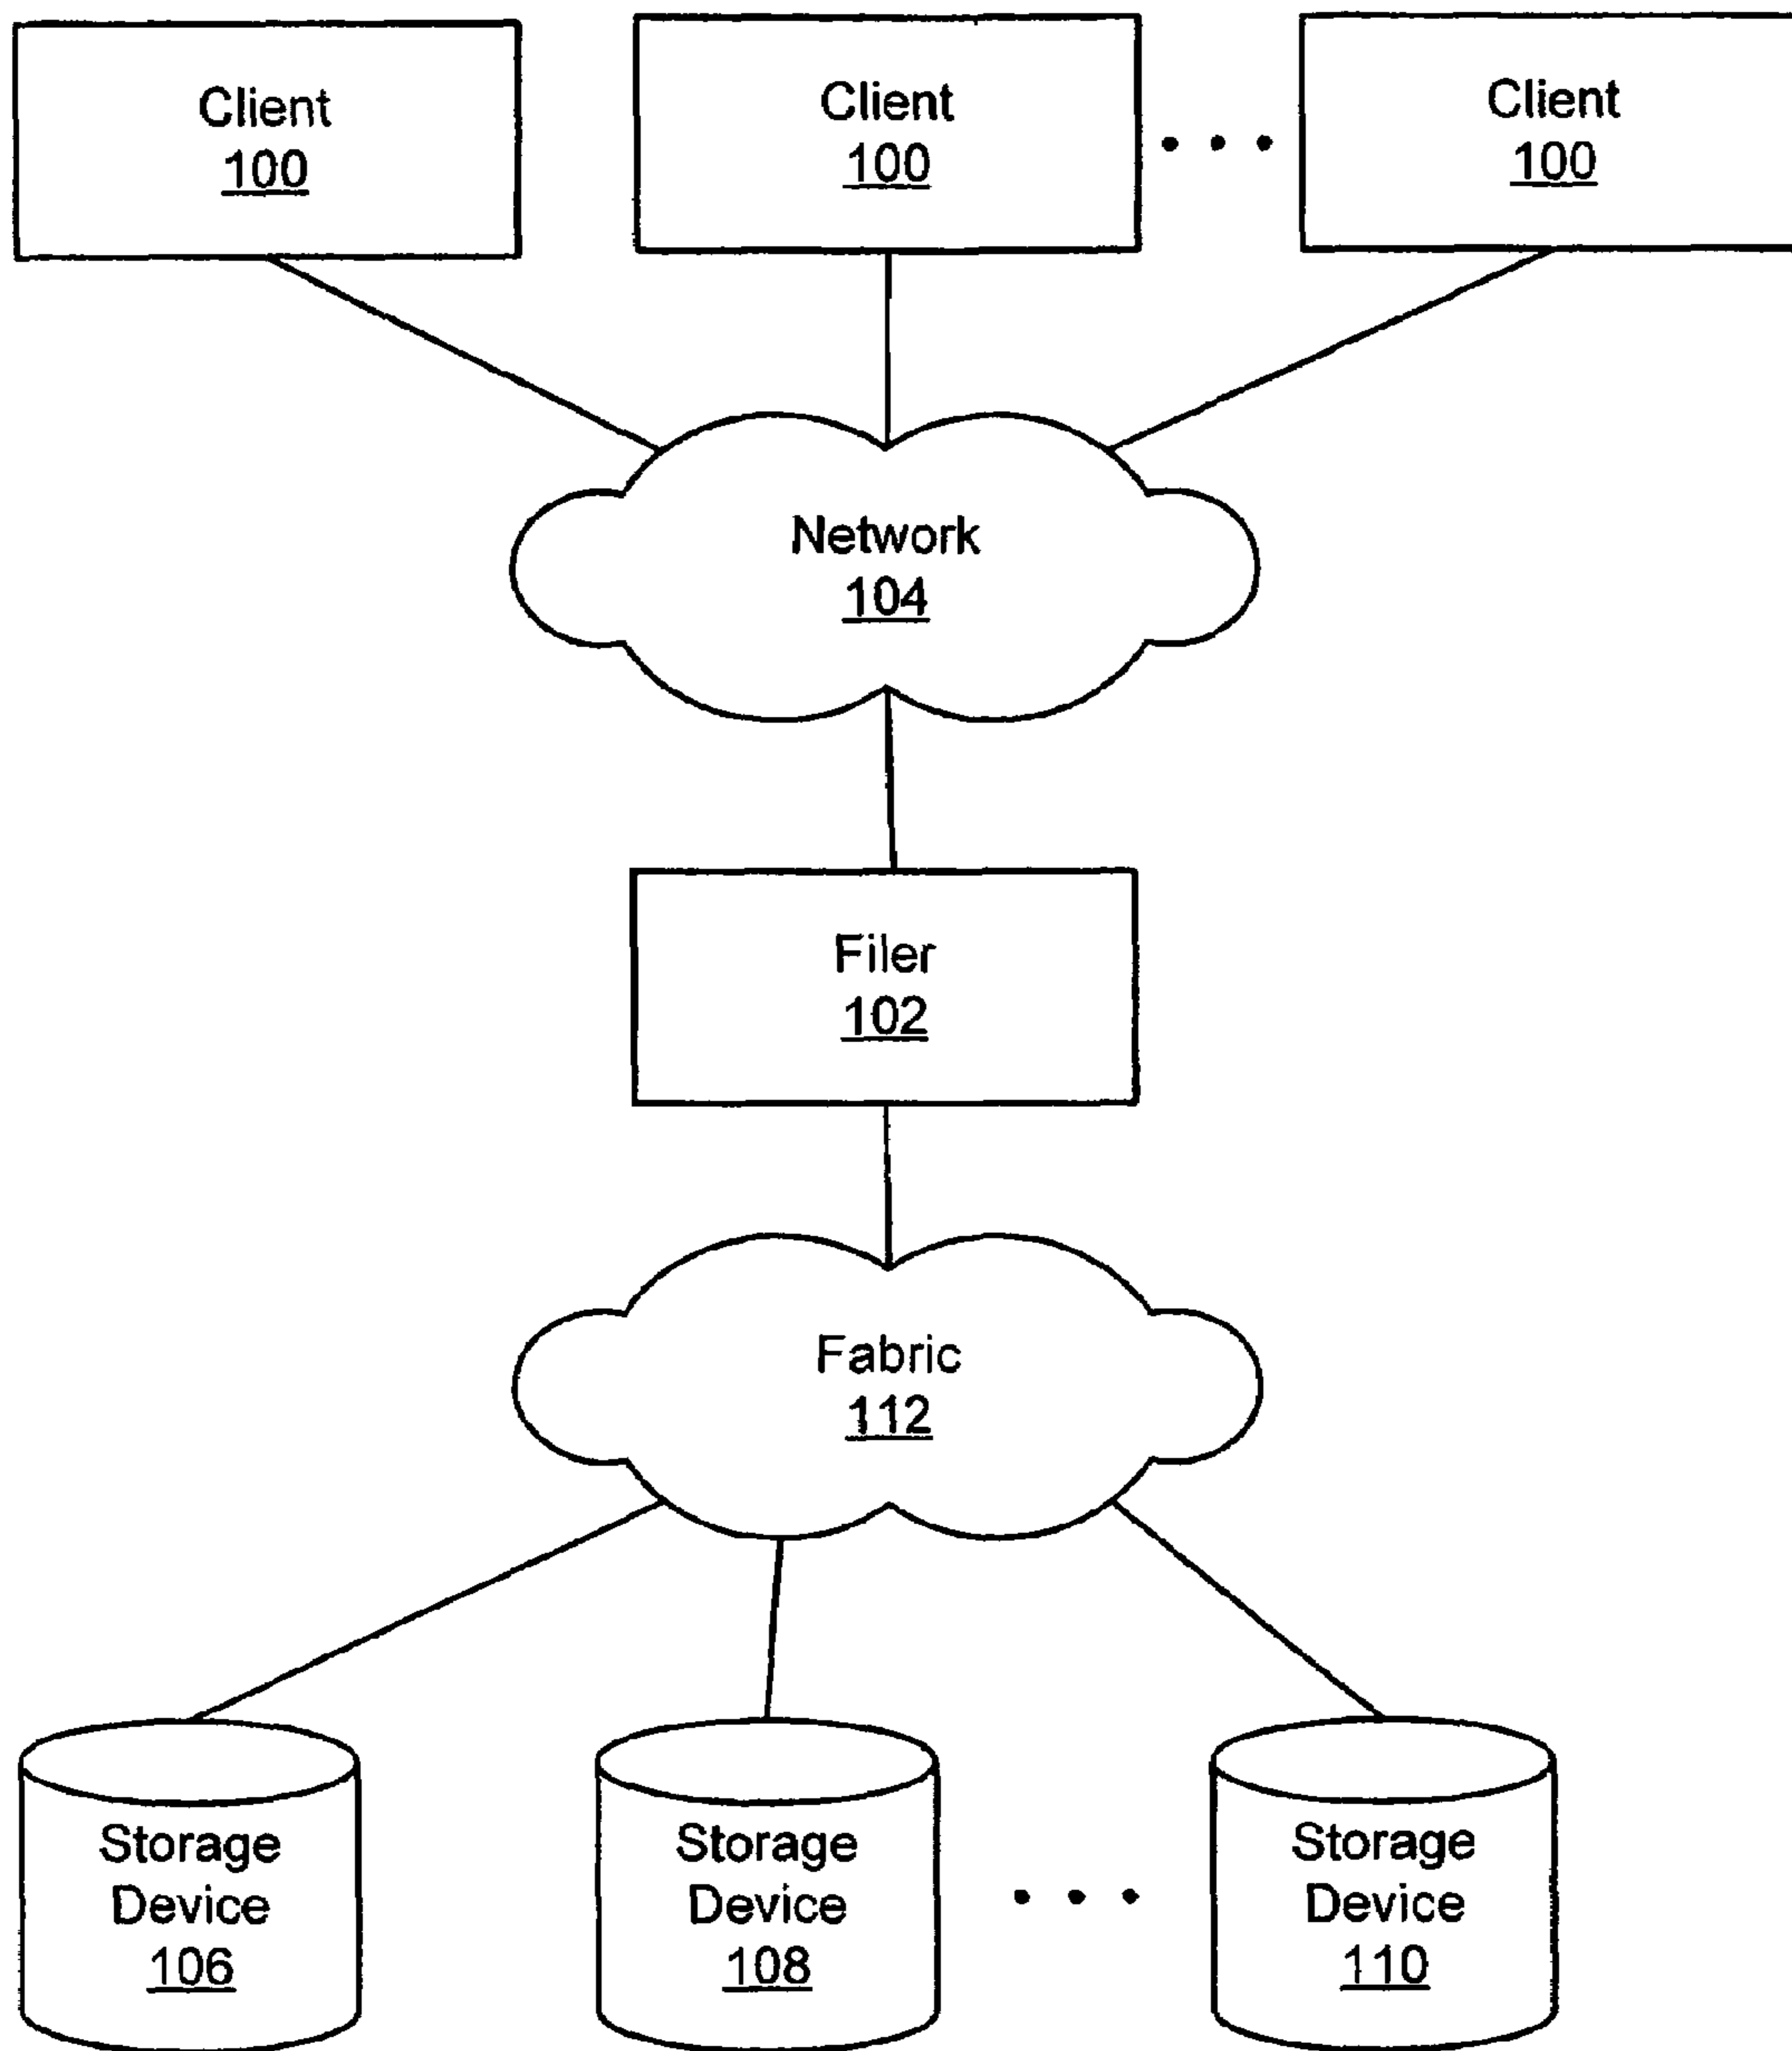 Client
100
Client
100
Client
100
Network
104
Filer
102
Fabric
112
Storage
Device
106
Storage
Device
108
Storage
Device
110